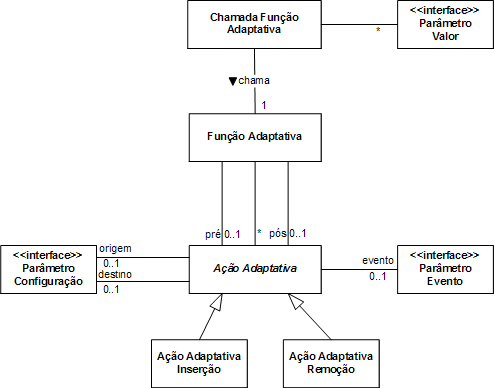 Chamada Função
Adaptativa
*
<<interface>>
Parâmetro
Valor
chama
1
Função Adaptativa
pré 0..1
*
pós 0..1
<<interface>>
Parâmetro
Configuração
origem
0..1
destino
0..1
Ação Adaptativa
evento
0..1
<<interface>>
Parâmetro
Evento
Ação Adaptativa
Inserção
Ação Adaptativa
Remoção